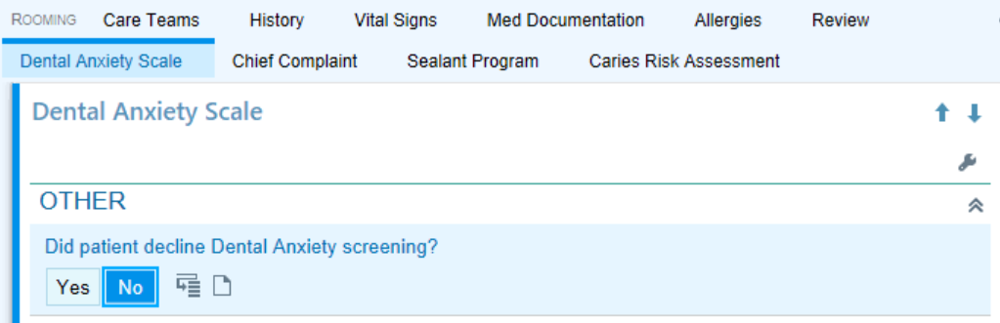 ROOMING Care Teams History Vital Signs Med Documentation Allergies Review
Dental Anxiety Scale Chief Complaint Sealant Program Caries Risk Assessment
Dental Anxiety Scale
OTHER
Did patient decline Dental Anxiety screening?
Yes No